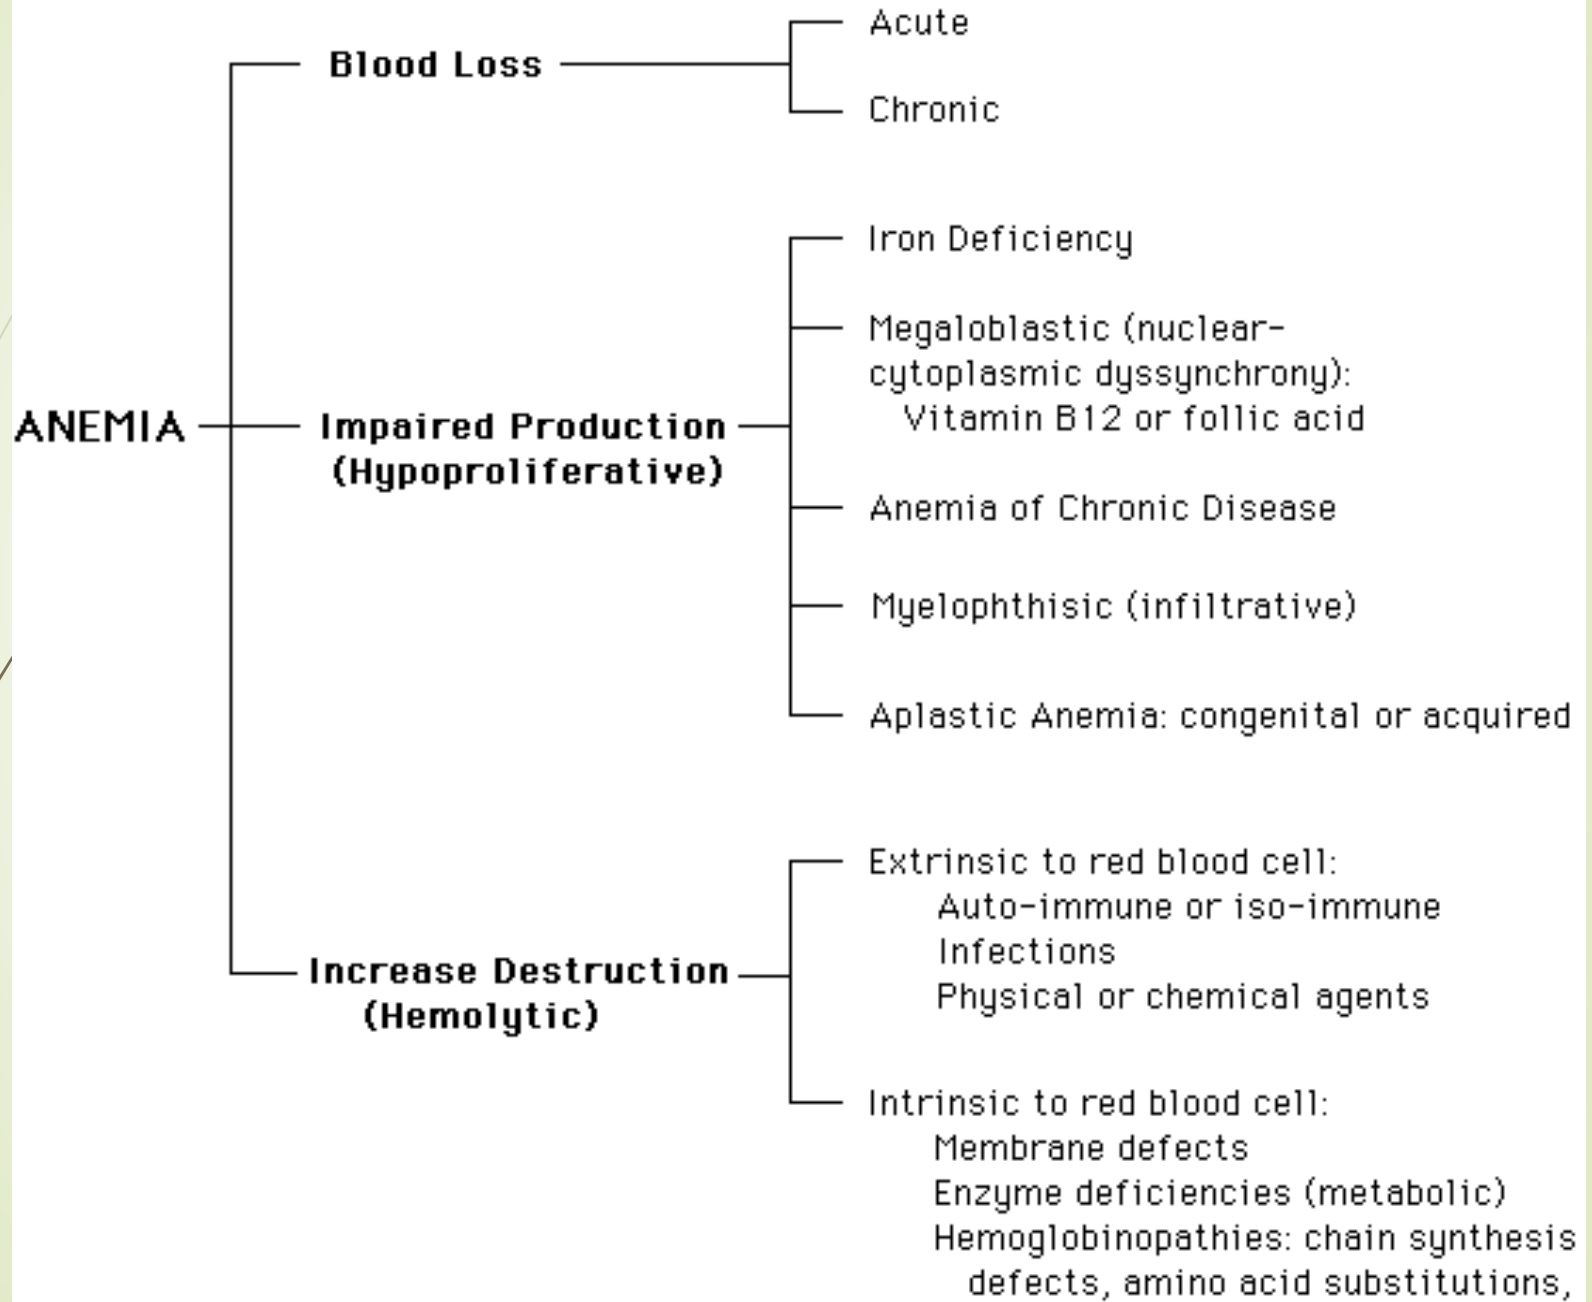 ANEMIA
Blood Loss
Acute
Chronic
Impaired Production
(Hypoproliferative)
Iron Deficiency
Megaloblastic (nuclear-
cytoplasmic dyssynchrony):
Vitamin B12 or follic acid
Anemia of Chronic Disease
Myelophthisic (infiltrative)
Aplastic Anemia: congenital or acquired
Increase Destruction
(Hemolytic)
Extrinsic to red blood cell:
Auto-immune or iso-immune
Infections
Physical or chemical agents
Intrinsic to red blood cell:
Membrane defects
Enzyme deficiencies (metabolic)
Hemoglobinopathies: chain synthesis
defects, amino acid substitutions,